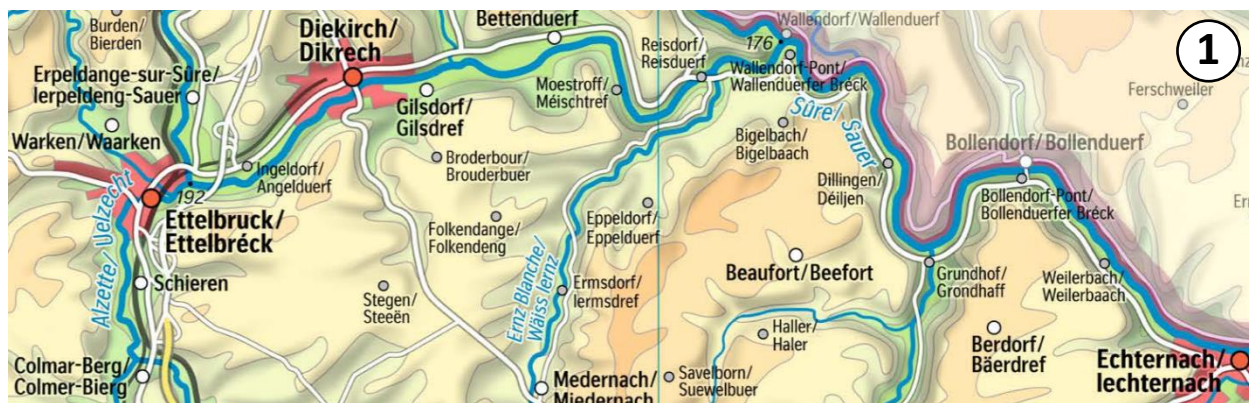 Burden/
Bierden
Diekirch/
Dikrech
Bettenduerf
Wallendorf/Wallenduerf
1
Erpeldange-sur-Sûre/
Ierpeldeng-Sauer
Reisdorf/
Reisduerf
176
Moestroff/
Méischtref
Wallendorf-Pont/
Wallenduerfer Bréck
Ferschweiler
Gilsdorf/
Gilsdref
Sûre/ Sauer
Warken/Waarken
Bigelbach/
Bigelbaach
Bollendorf/Bollenduerf
Ingeldorf/
Angelduerf
Broderbour/
Brouderbuer
Dillingen/
Déiljen
Bollendorf-Pont/
Bollenduerfer Bréck
192
Alzette/ Uelzecht
Ettelbruck/
Ettelbréck
Folkendange/
Folkendeng
Eppeldorf/
Eppelduerf
Ernz Blanche/
Wäiss Iernz
Beaufort/Beefort
Grundhof/
Grondhaff
Weilerbach/
Weilerbaach
Schieren
Stegen/
Steeën
Ermsdorf/
Iermsdref
Haller/
Haler
Berdorf/
Bäerdref
Colmar-Berg/
Colmer-Bierg
Medernach/
Miedernach
Savelborn/
Suewelbuer
Echternach/
Iechternach